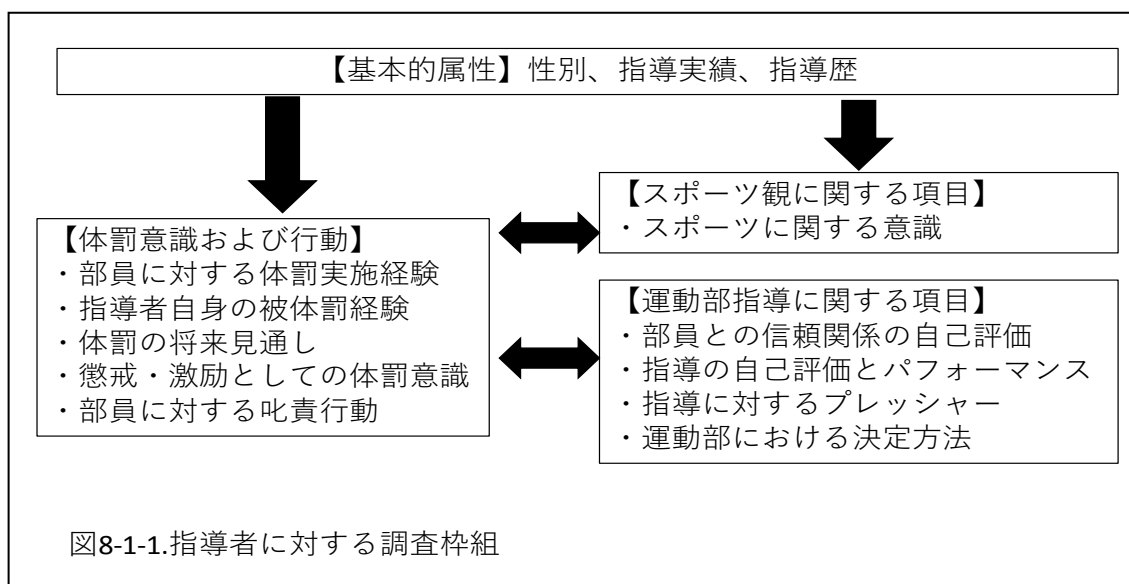 【基本的属性】性別、指導実績、指導歴
【スポーツ観に関する項目】
・スポーツに関する意識
【体罰意識および行動】
・部員に対する体罰実施経験
・指導者自身の被体罰経験
・体罰の将来見通し
・懲戒・激励としての体罰意識
・部員に対する叱責行動
【運動部指導に関する項目】
・部員との信頼関係の自己評価
・指導の自己評価とパフォーマンス
・指導に対するプレッシャー
・運動部における決定方法
図8-1-1.指導者に対する調査枠組